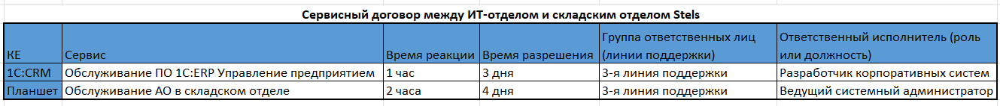 Сервисный договор между ИТ-отделом и складским отделом Stels
КЕ Сервис Время реакции Время разрешения Группа ответственных лиц (линии поддержки) Ответственный исполнитель (роль или должность)
1С:CRM Обслуживание ПО 1С:ERP Управление предприятием 1 час 3 дня 3-я линия поддержки Разработчик корпоративных систем
Планшет Обслуживание АО в складском отделе 2 часа 4 дня 3-я линия поддержки Ведущий системный администратор